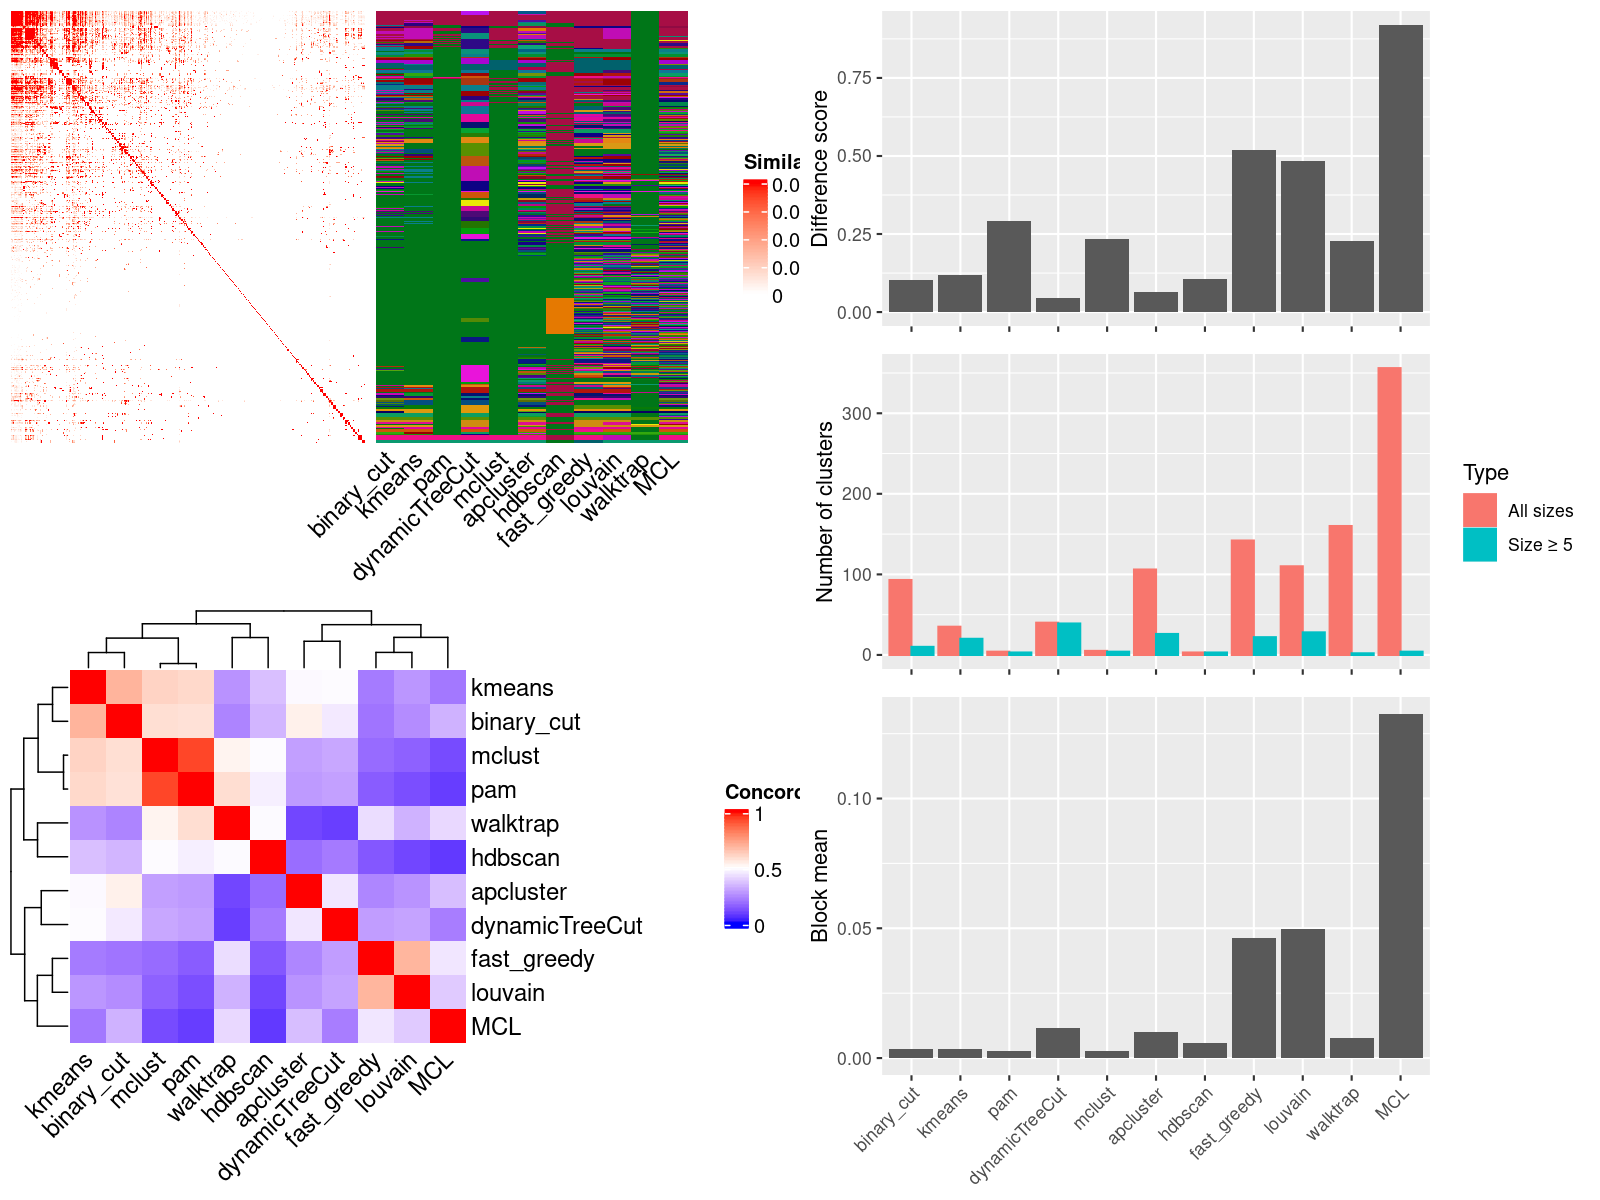 Simila
0.0
0.0
0.0
0.0
0
binary_cut
kmeans
pam
dynamicTreeCut
mclust
apcluster
hdbscan
fast_greedy
louvain
walktrap
MCL
kmeans
binary_cut
mclust
pam
walktrap
hdbscan
apcluster
dynamicTreeCut
fast_greedy
louvain
MCL
kmeans
binary_cut
mclust
pam
walktrap
hdbscan
apcluster
dynamicTreeCut
fast_greedy
louvain
MCL
Concord
1
0.5
0
Difference score
0.75
0.50
0.25
0.00
Number of clusters
300
200
100
0
Type
All sizes
Size ≥ 5
Block mean
0.10
0.05
0.00
binary_cut
kmeans
pam
dynamicTreeCut
mclust
apcluster
hdbscan
fast_greedy
louvain
walktrap
MCL